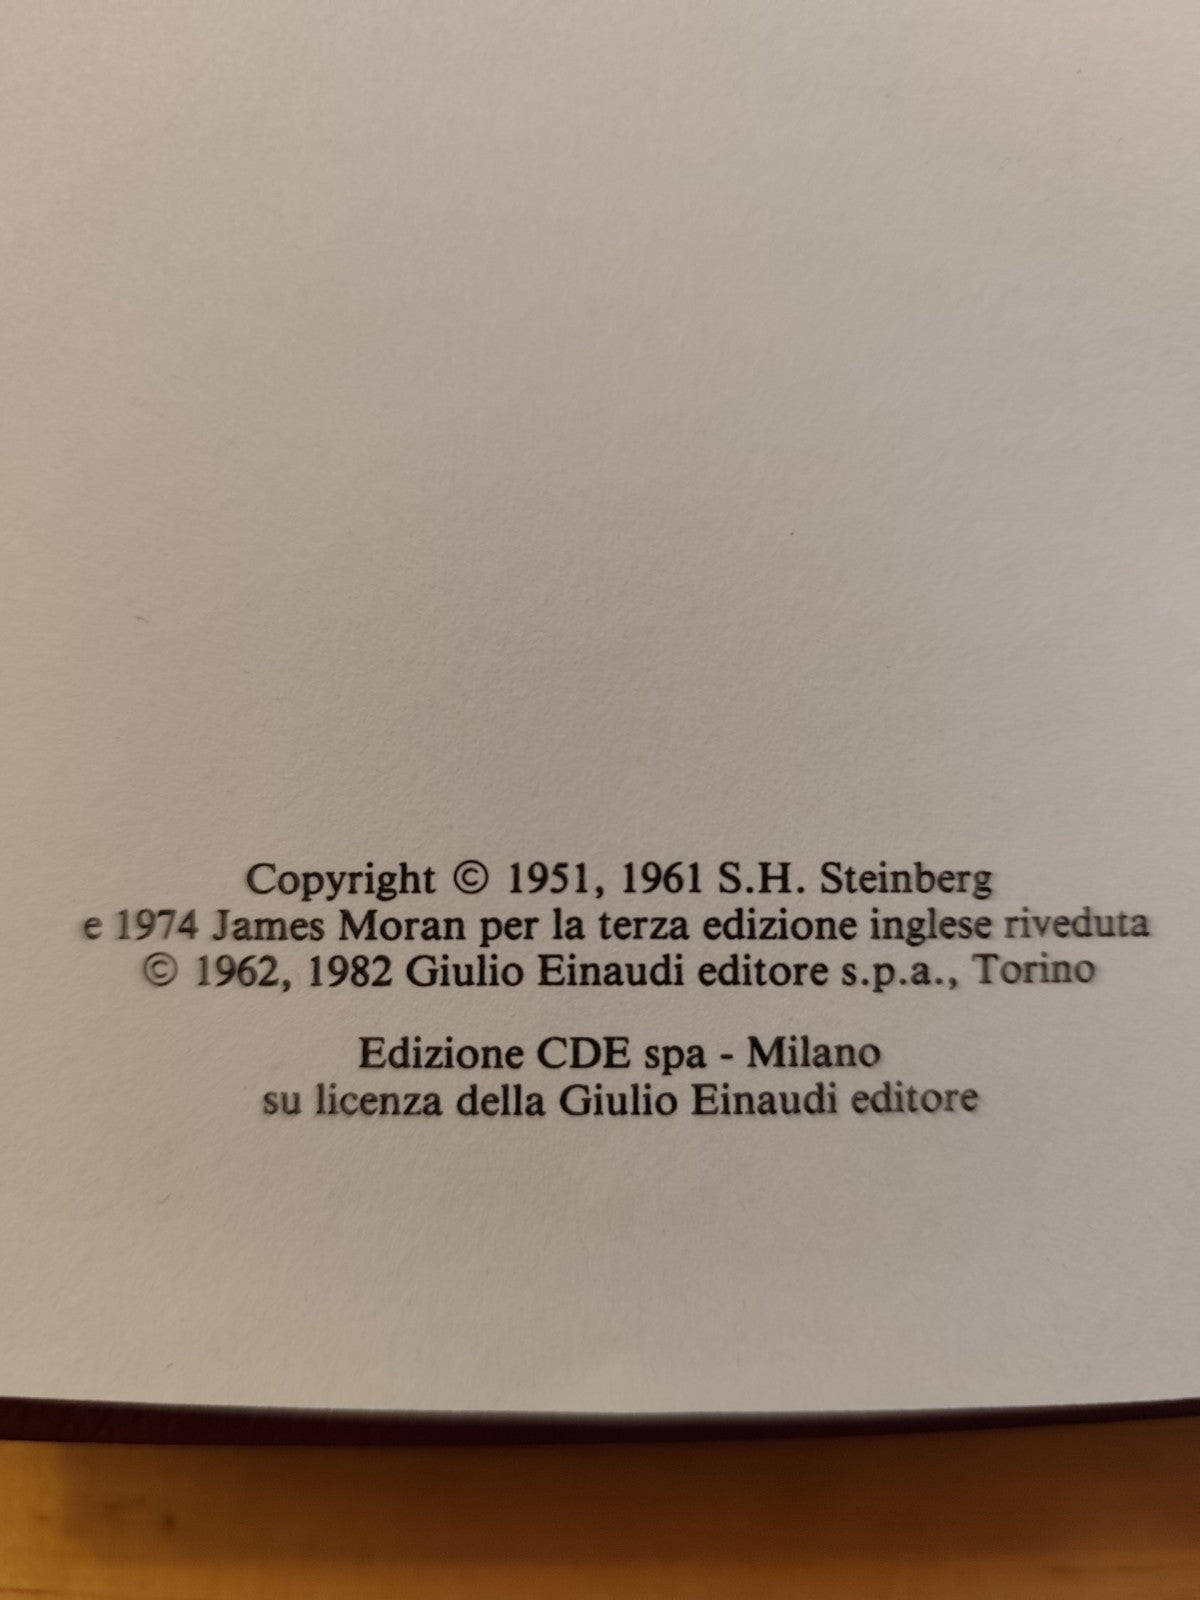 Copyright © 1951, 1961 S.H. Steinberg
e 1974 James Moran per la terza edizione inglese riveduta
© 1962, 1982 Giulio Einaudi editore s.p.a., Torino
Edizione CDE spa - Milano
su licenza della Giulio Einaudi editore